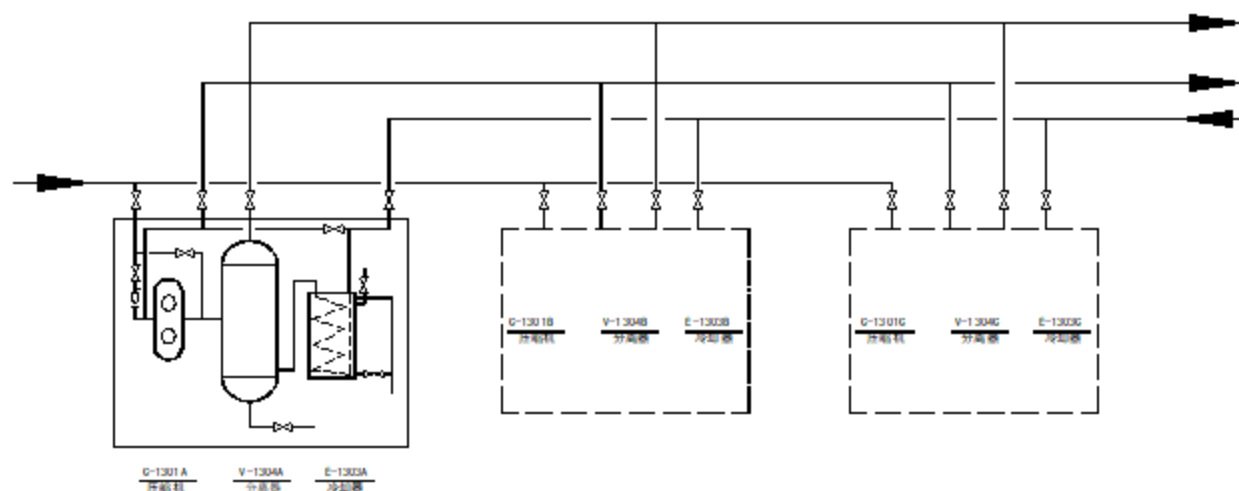 C-1301B V-1304B E-1303B C-1301C V-1304C E-1303C
压缩机 分离器 冷却器 压缩机 分离器 冷却器
C-1301A V-1304A E-1303A
压缩机 分离器 冷却器